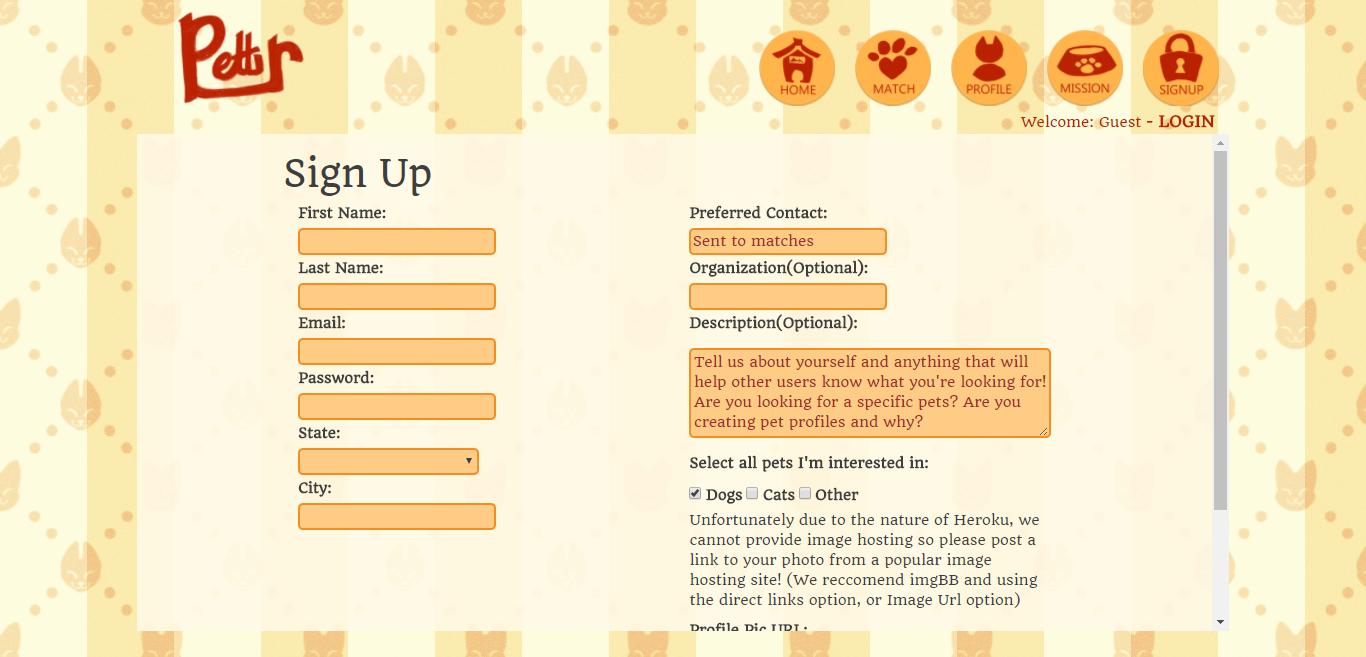 Pettr
HOME
MATCH
PROFILE
MISSION
SIGNUP
Welcome: Guest - LOGIN
Sign Up
First Name:
Last Name:
Email:
Password:
State:
City:
Preferred Contact:
Sent to matches
Organization(Optional):
Description(Optional):
Tell us about yourself and anything that will
help other users know what you're looking for!
Are you looking for a specific pets? Are you
creating pet profiles and why?
Select all pets I'm interested in:
Dogs Cats Other
Unfortunately due to the nature of Heroku, we
cannot provide image hosting so please post a
link to your photo from a popular image
hosting site! (We reccomend imgBB and using
the direct links option, or Image Url option)
Profile Pic URL: